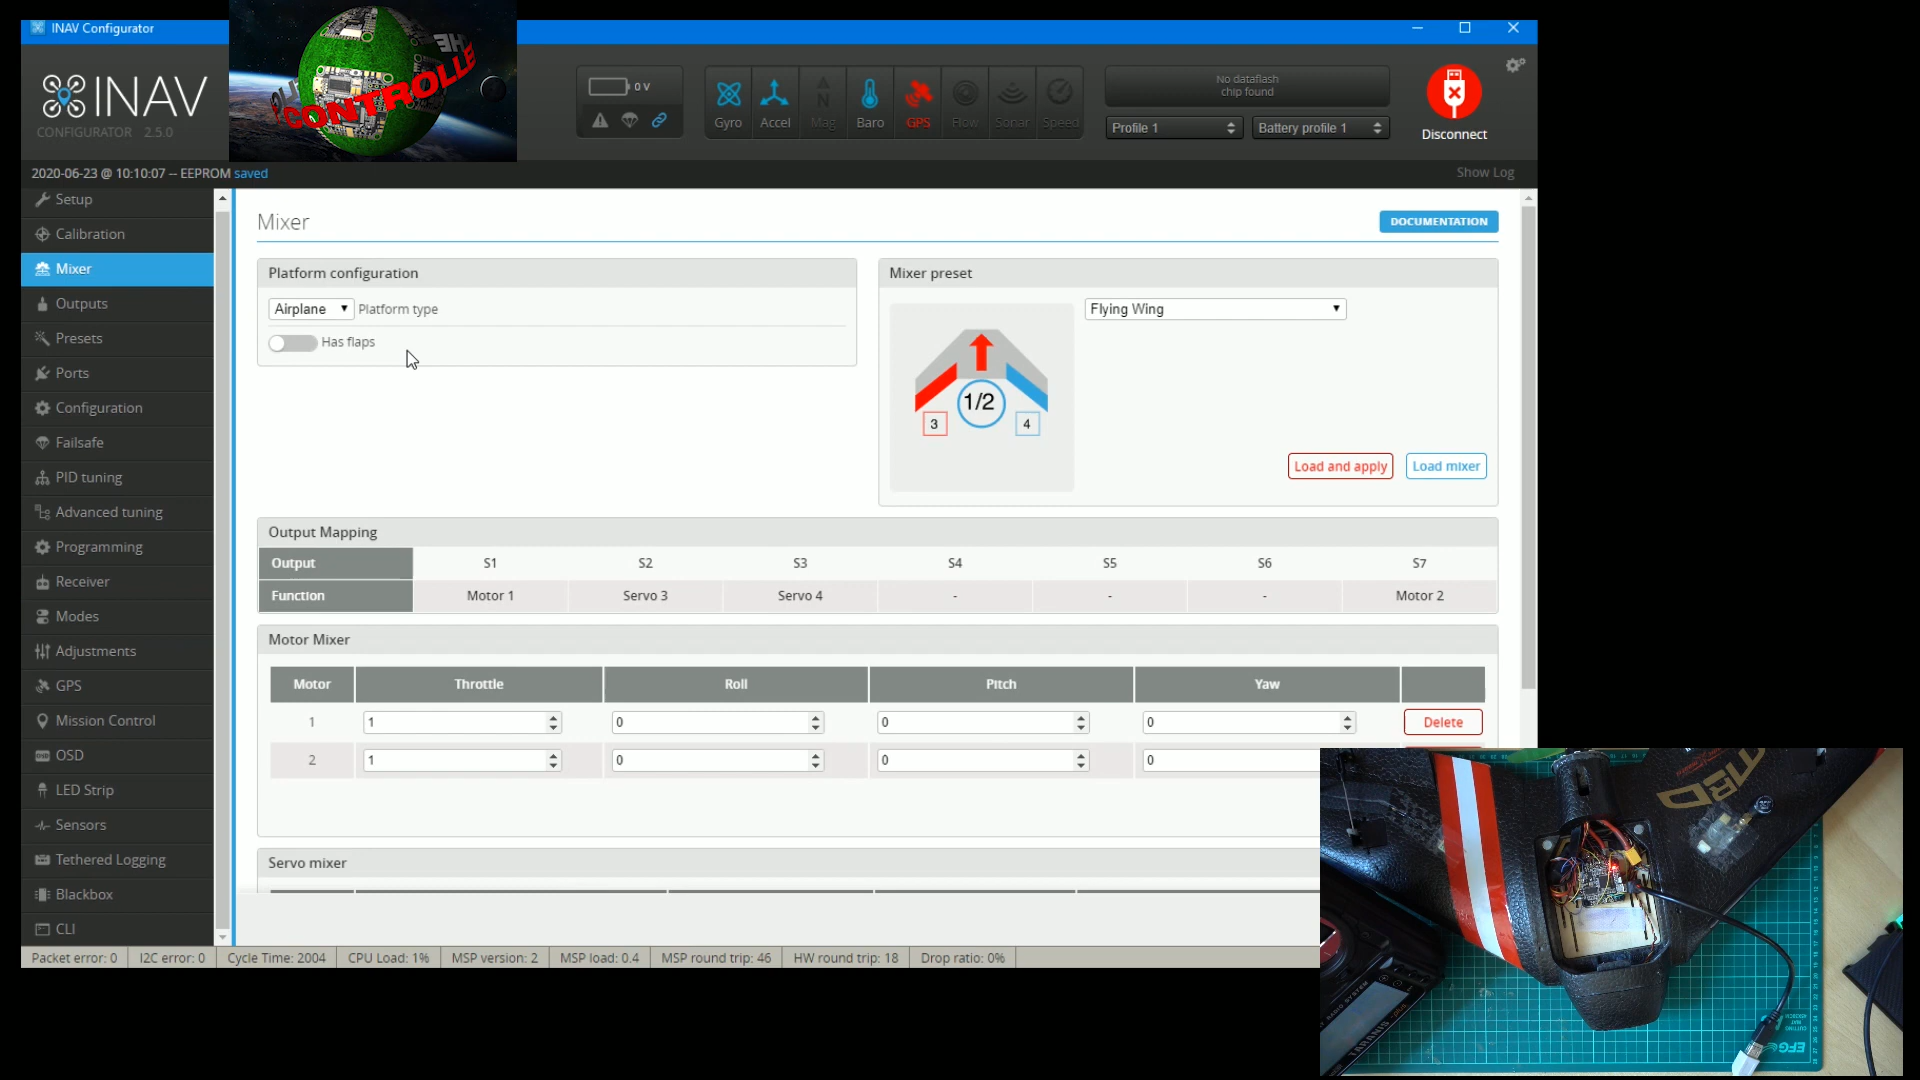 INAV Configurator
INAV
CONFIGURATOR 2.5.0
CONTROLLE
0 V
Gyro
Accel
Mag
Baro
GPS
Flow
Sonar
Speed
No dataflash
chip found
Profile 1
Battery profile 1
Disconnect
2020-06-23 @ 10:10:07 -- EEPROM saved
Show Log
Setup
Calibration
Mixer
Outputs
Presets
Ports
Configuration
Failsafe
PID tuning
Advanced tuning
Programming
Receiver
Modes
Adjustments
GPS
Mission Control
OSD
LED Strip
Sensors
Tethered Logging
Blackbox
CLI
Mixer
DOCUMENTATION
Platform configuration
Airplane
Platform type
Has flaps
Mixer preset
Flying Wing
N
1/2
3
4
Load and apply
Load mixer
Output Mapping
Output S1 S2 S3 S4 S5 S6 S7
Function Motor 1 Servo 3 Servo 4 - - - Motor 2
Motor Mixer
Motor Throttle Roll Pitch Yaw
1 1 0 0 0 Delete
2 1 0 0 0
Servo mixer
Packet error: 0
I2C error: 0
Cycle Time: 2004
CPU Load: 1%
MSP version: 2
MSP load: 0.4
MSP round trip: 46
HW round trip: 18
Drop ratio: 0%
TARANIS
EFG